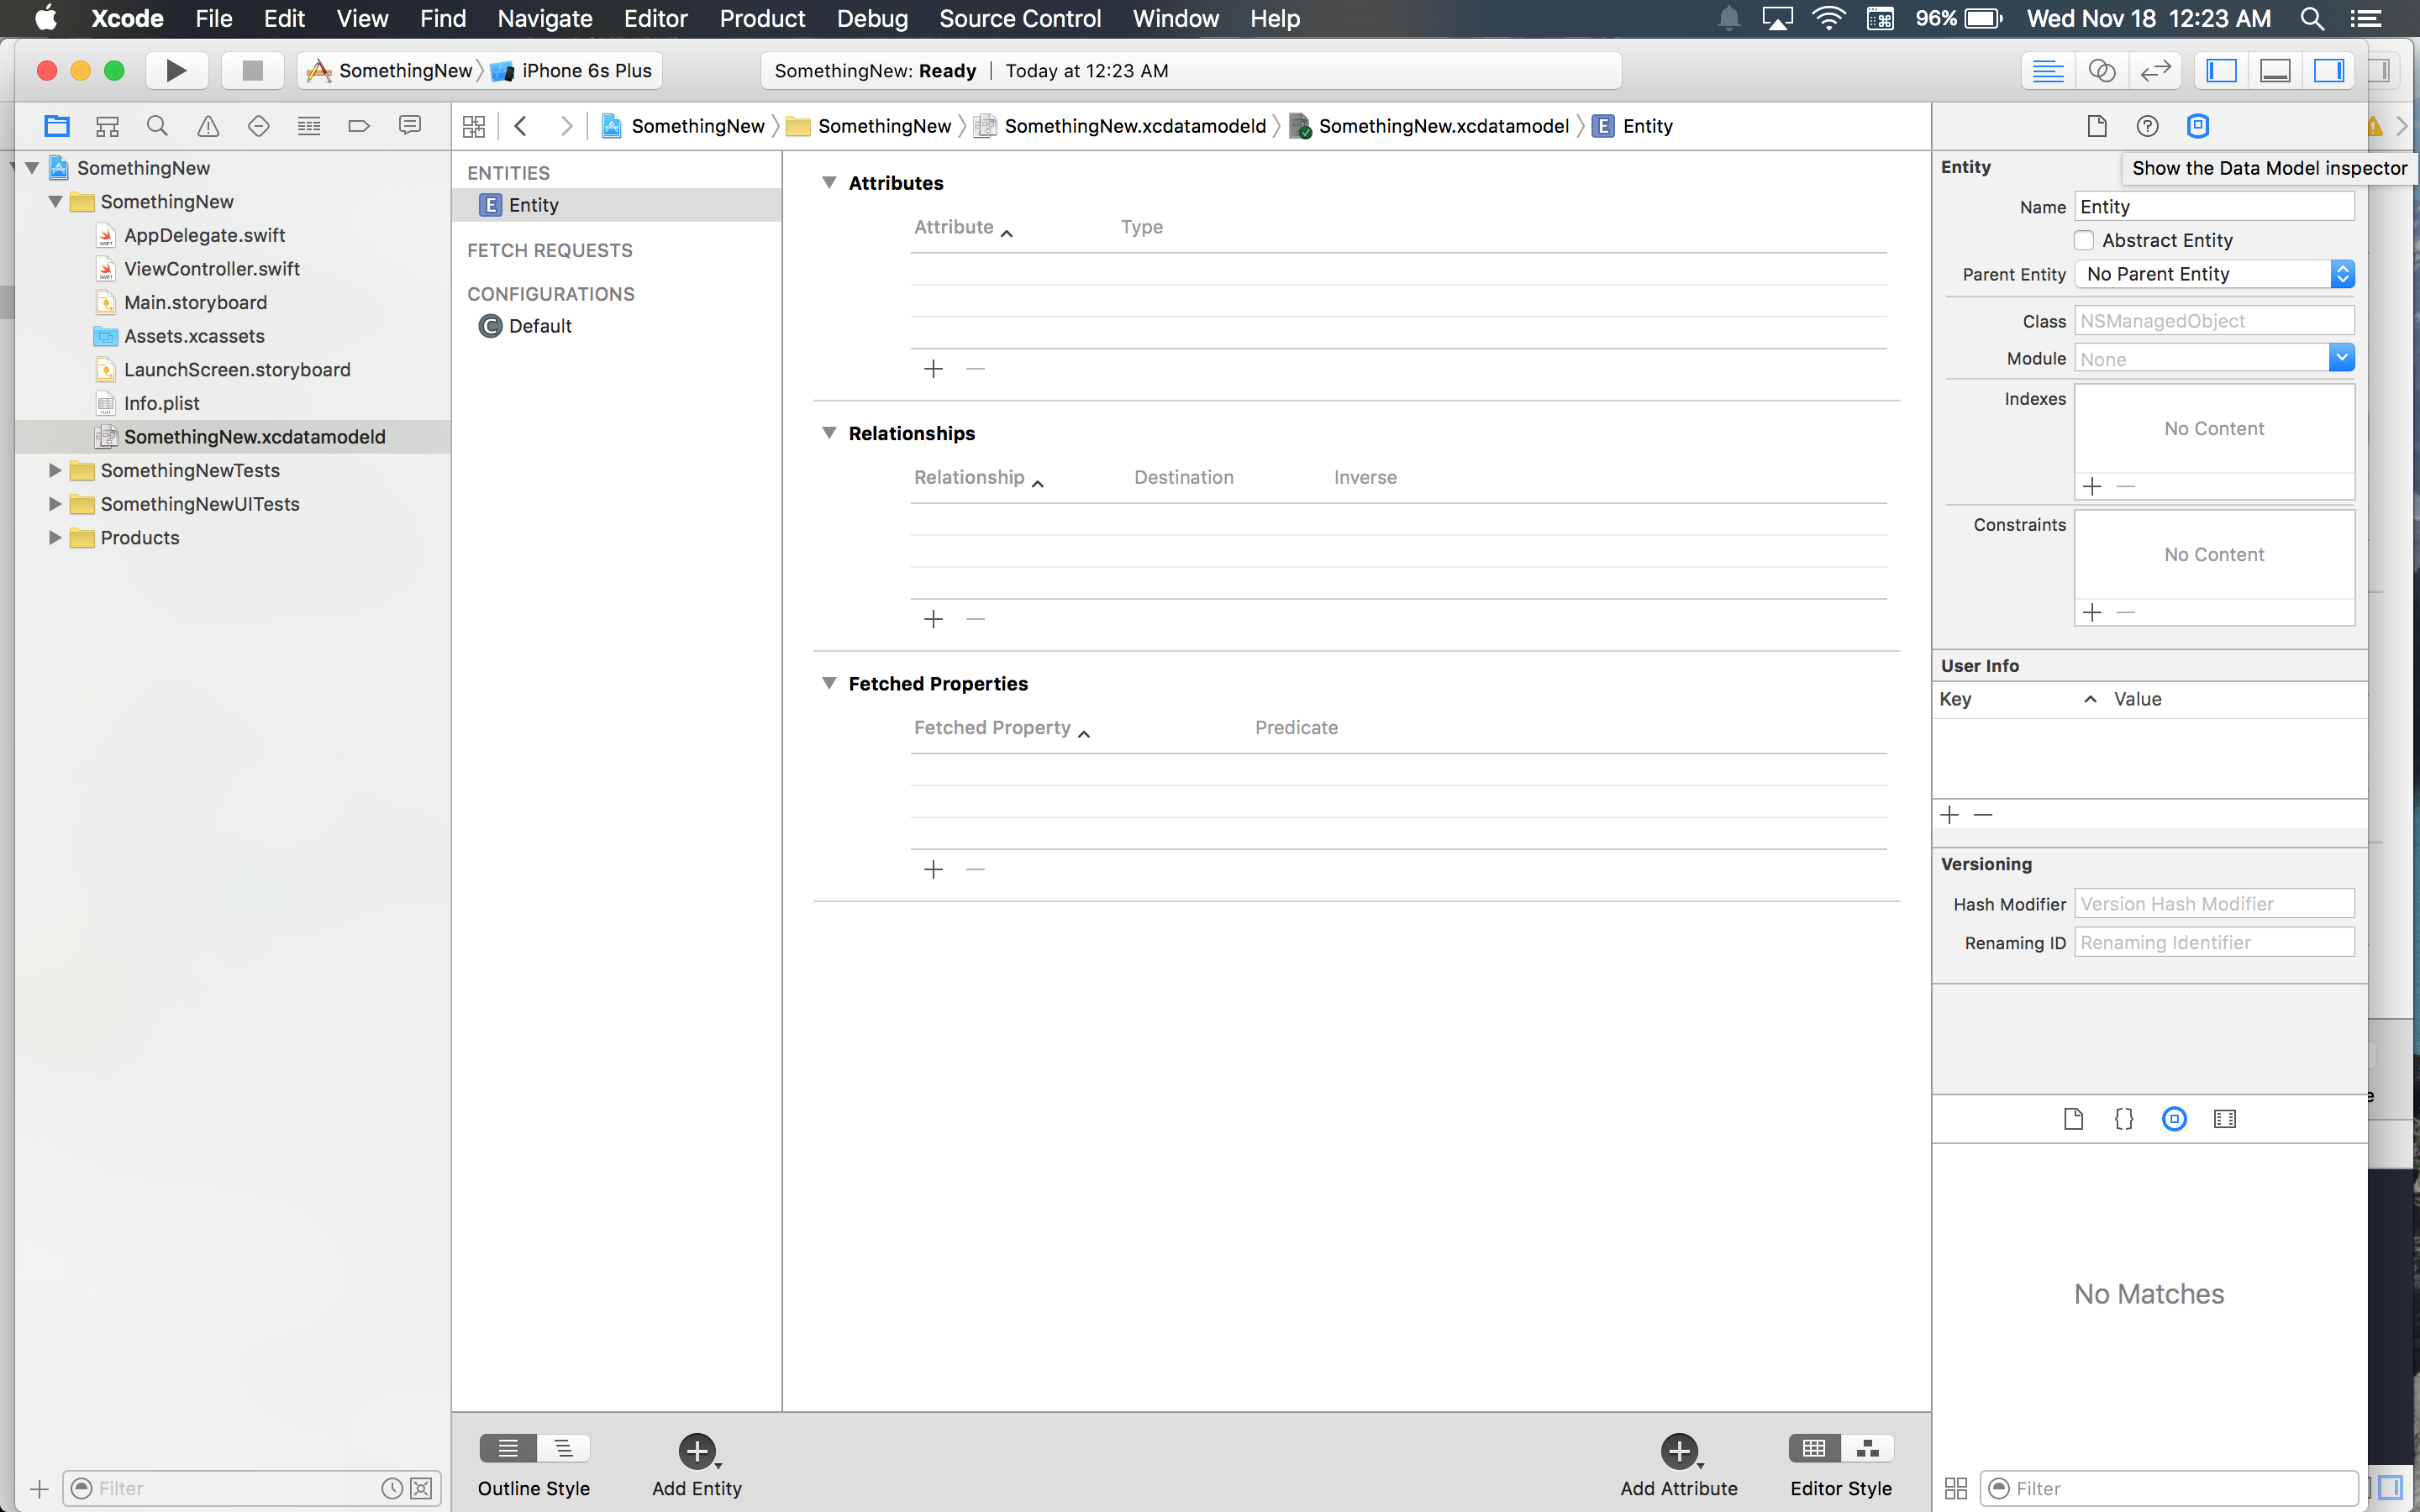 Xcode File Edit View Find Navigate Editor Product Debug Source Control Window Help 96% Wed Nov 18 12:23 AM
SomethingNew iPhone 6s Plus SomethingNew: Ready | Today at 12:23 AM
SomethingNew SomethingNew SomethingNew.xcdatamodeld SomethingNew.xcdatamodel E Entity
SomethingNew
SomethingNew
AppDelegate.swift
ViewController.swift
Main.storyboard
Assets.xcassets
LaunchScreen.storyboard
Info.plist
SomethingNew.xcdatamodeld
SomethingNewTests
SomethingNewUITests
Products
Filter
ENTITIES
E Entity
FETCH REQUESTS
CONFIGURATIONS
C Default
Attributes
Attribute Type
Relationships
Relationship Destination Inverse
Fetched Properties
Fetched Property Predicate
Outline Style Add Entity Add Attribute Editor Style
Entity
Show the Data Model inspector
Name Entity
Abstract Entity
Parent Entity No Parent Entity
Class NSManagedObject
Module None
Indexes
No Content
Constraints
No Content
User Info
Key Value
Versioning
Hash Modifier Version Hash Modifier
Renaming ID Renaming Identifier
No Matches
Filter